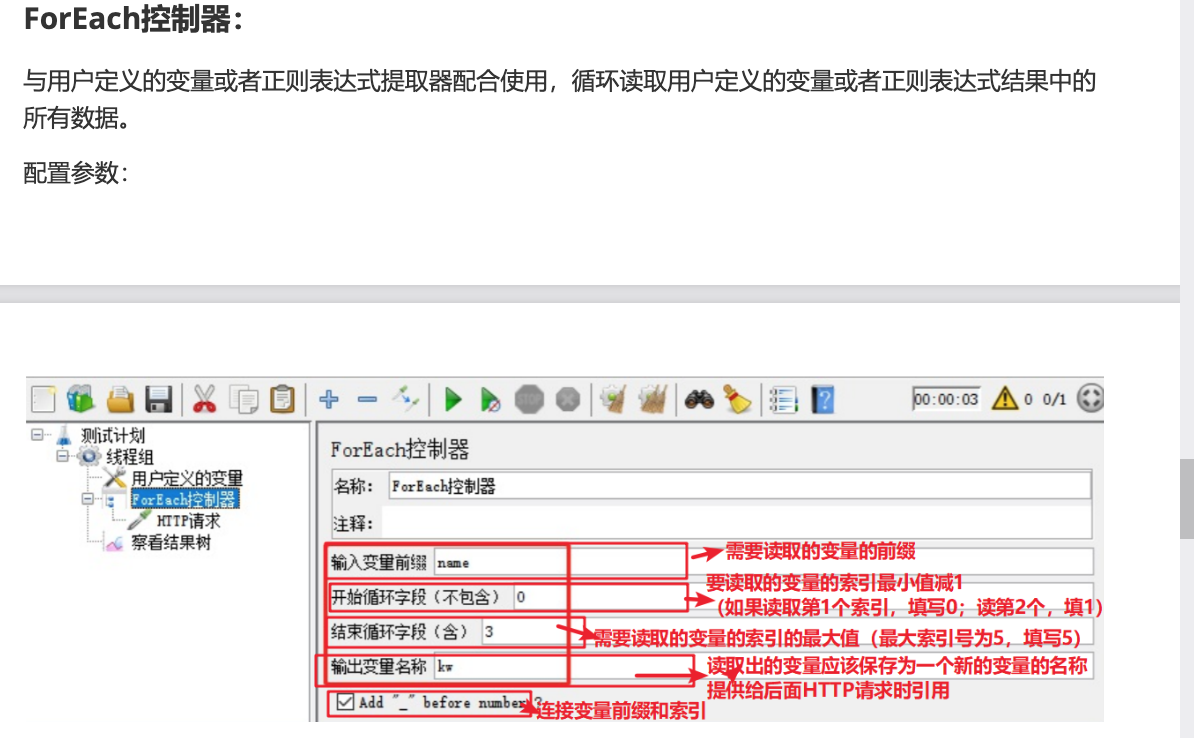 ForEach控制器：
与用户定义的变量或者正则表达式提取器配合使用，循环读取用户定义的变量或者正则表达式结果中的
所有数据。
配置参数：
00:00:03 0 0/1
测试计划
线程组
用户定义的变量
ForEach控制器
HTTP请求
察看结果树
ForEach控制器
名称： ForEach控制器
注释：
输入变量前缀 name
需要读取的变量的前缀
开始循环字段（不包含） 0
要读取的变量的索引最小值减1
（如果读取第1个索引，填写0；读第2个，填1）
结束循环字段（含） 3
需要读取的变量的索引的最大值（最大索引号为5，填写5）
输出变量名称 kw
读取出的变量应该保存为一个新的变量的名称
提供给后面HTTP请求时引用
Add "_" before number ?
连接变量前缀和索引